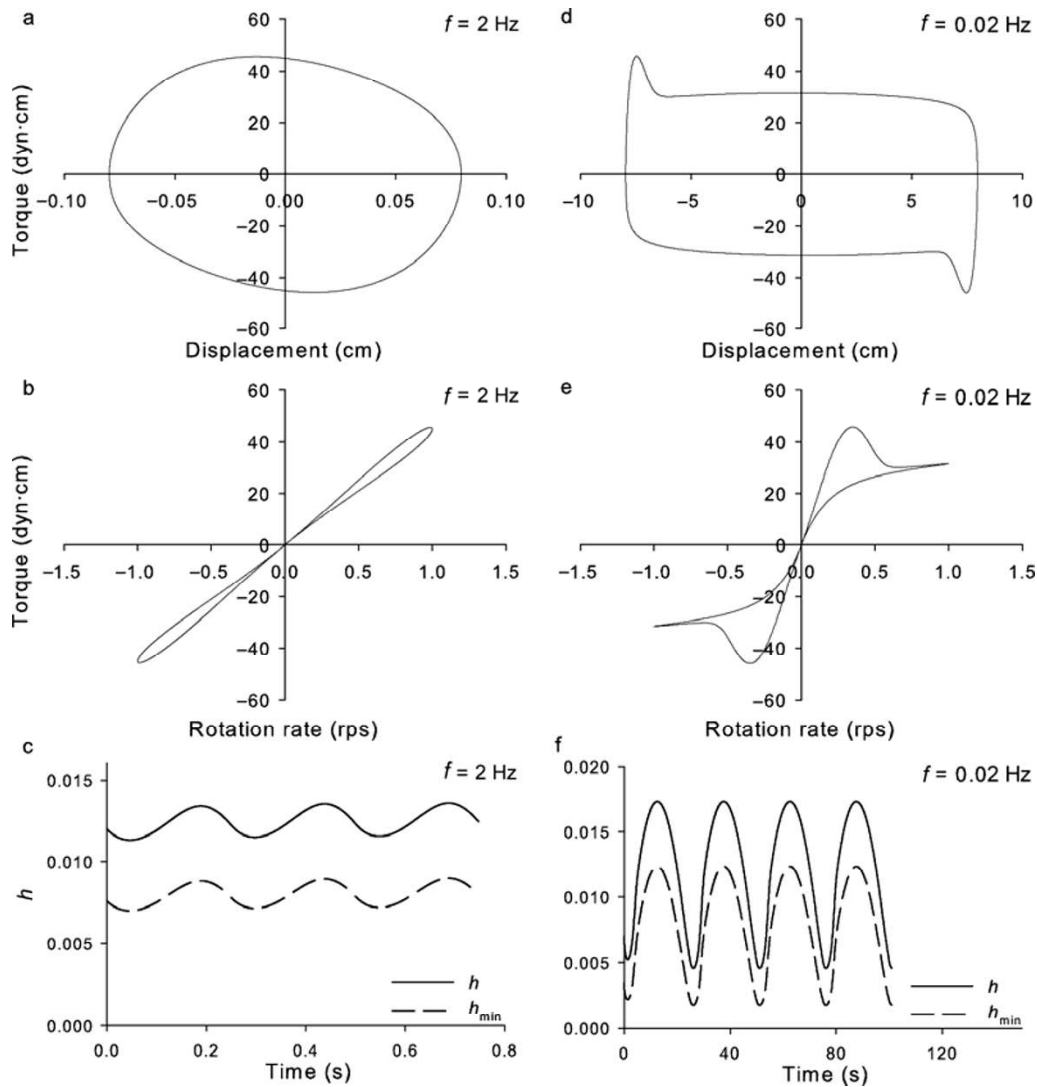 a
f = 2 Hz
Torque (dyn·cm)
60
40
20
0
−20
−40
−60
−0.10
−0.05
0.00
0.05
0.10
Displacement (cm)
d
f = 0.02 Hz
60
40
20
0
−20
−40
−60
−10
−5
0
5
10
Displacement (cm)
b
f = 2 Hz
Torque (dyn·cm)
60
40
20
0
−20
−40
−60
−1.5
−1.0
−0.5
0.0
0.5
1.0
1.5
Rotation rate (rps)
e
f = 0.02 Hz
60
40
20
0
−20
−40
−60
−1.5
−1.0
−0.5
0.0
0.5
1.0
1.5
Rotation rate (rps)
c
f = 2 Hz
h
0.015
0.010
0.005
0.000
0.0
0.2
0.4
0.6
0.8
h
hmin
Time (s)
f
f = 0.02 Hz
0.020
0.015
0.010
0.005
0.000
0
40
80
120
h
hmin
Time (s)